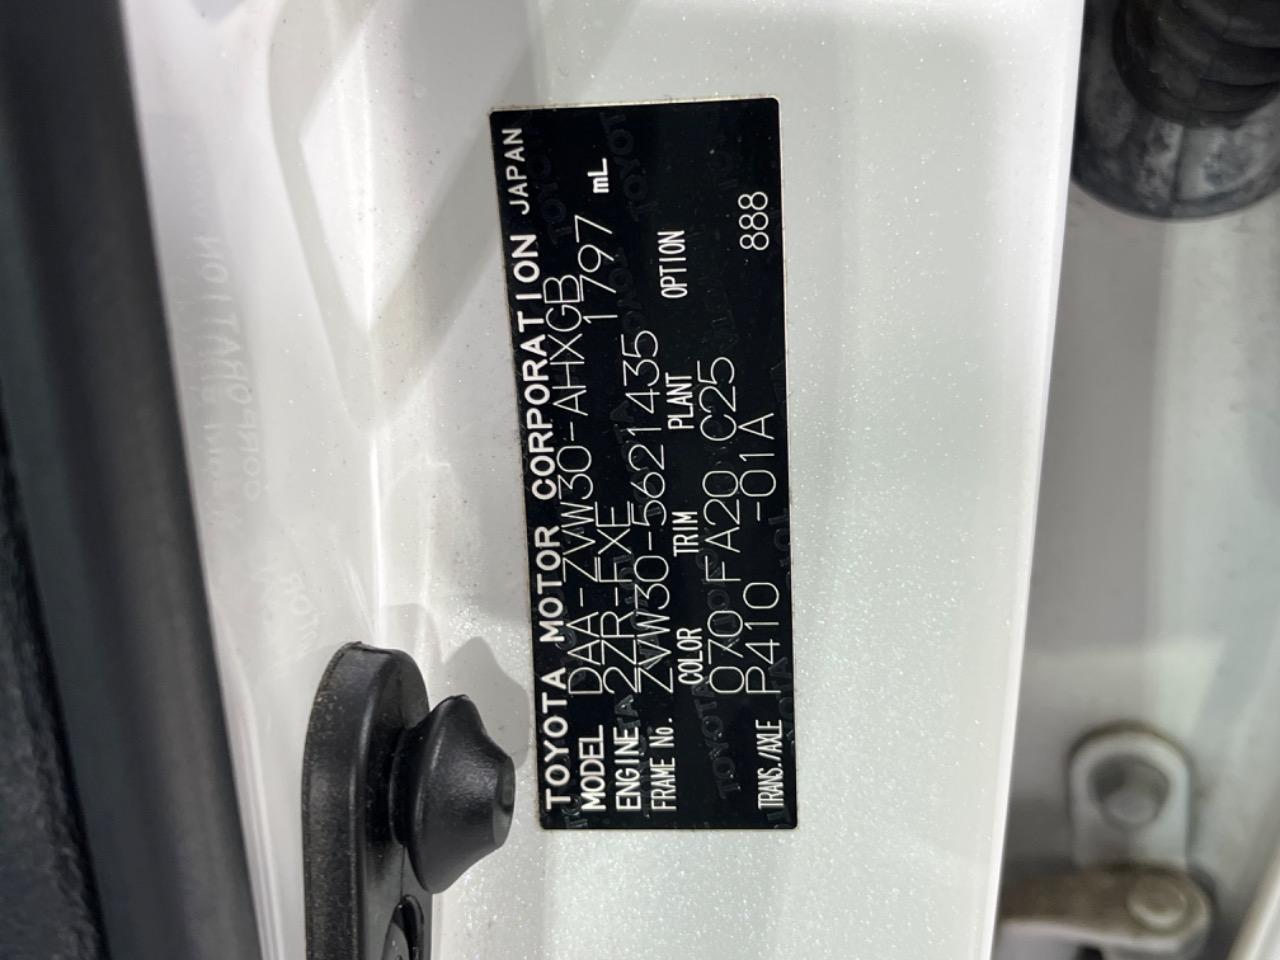 TOYOTA MOTOR CORPORATION JAPAN
MODEL DAA-ZVW30-AHXGB
ENGINE 2ZR-FXE 1797 mL
FRAME No. ZVW30-5621435
COLOR TRIM PLANT OPTION
070 FA20 C25
TRANS./AXLE P410 -01A 888